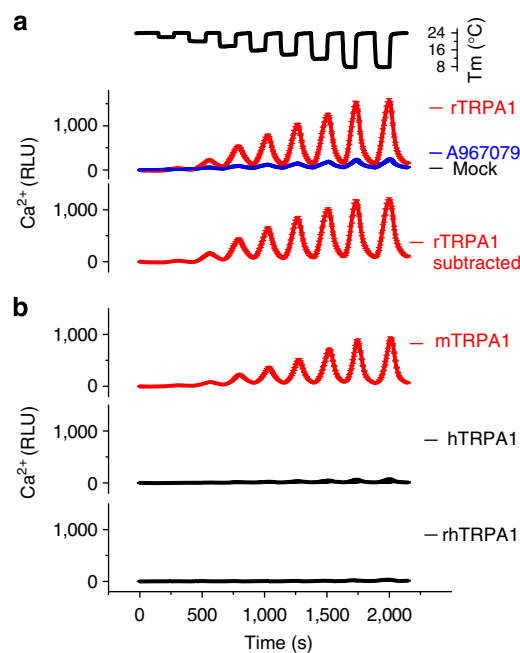 a
24
16
8
Tm (°C)
1,000
0
Ca²⁺ (RLU)
rTRPA1
A967079
Mock
1,000
0
rTRPA1
subtracted
b
1,000
0
mTRPA1
1,000
0
Ca²⁺ (RLU)
hTRPA1
1,000
0
rhTRPA1
0 500 1,000 1,500 2,000
Time (s)